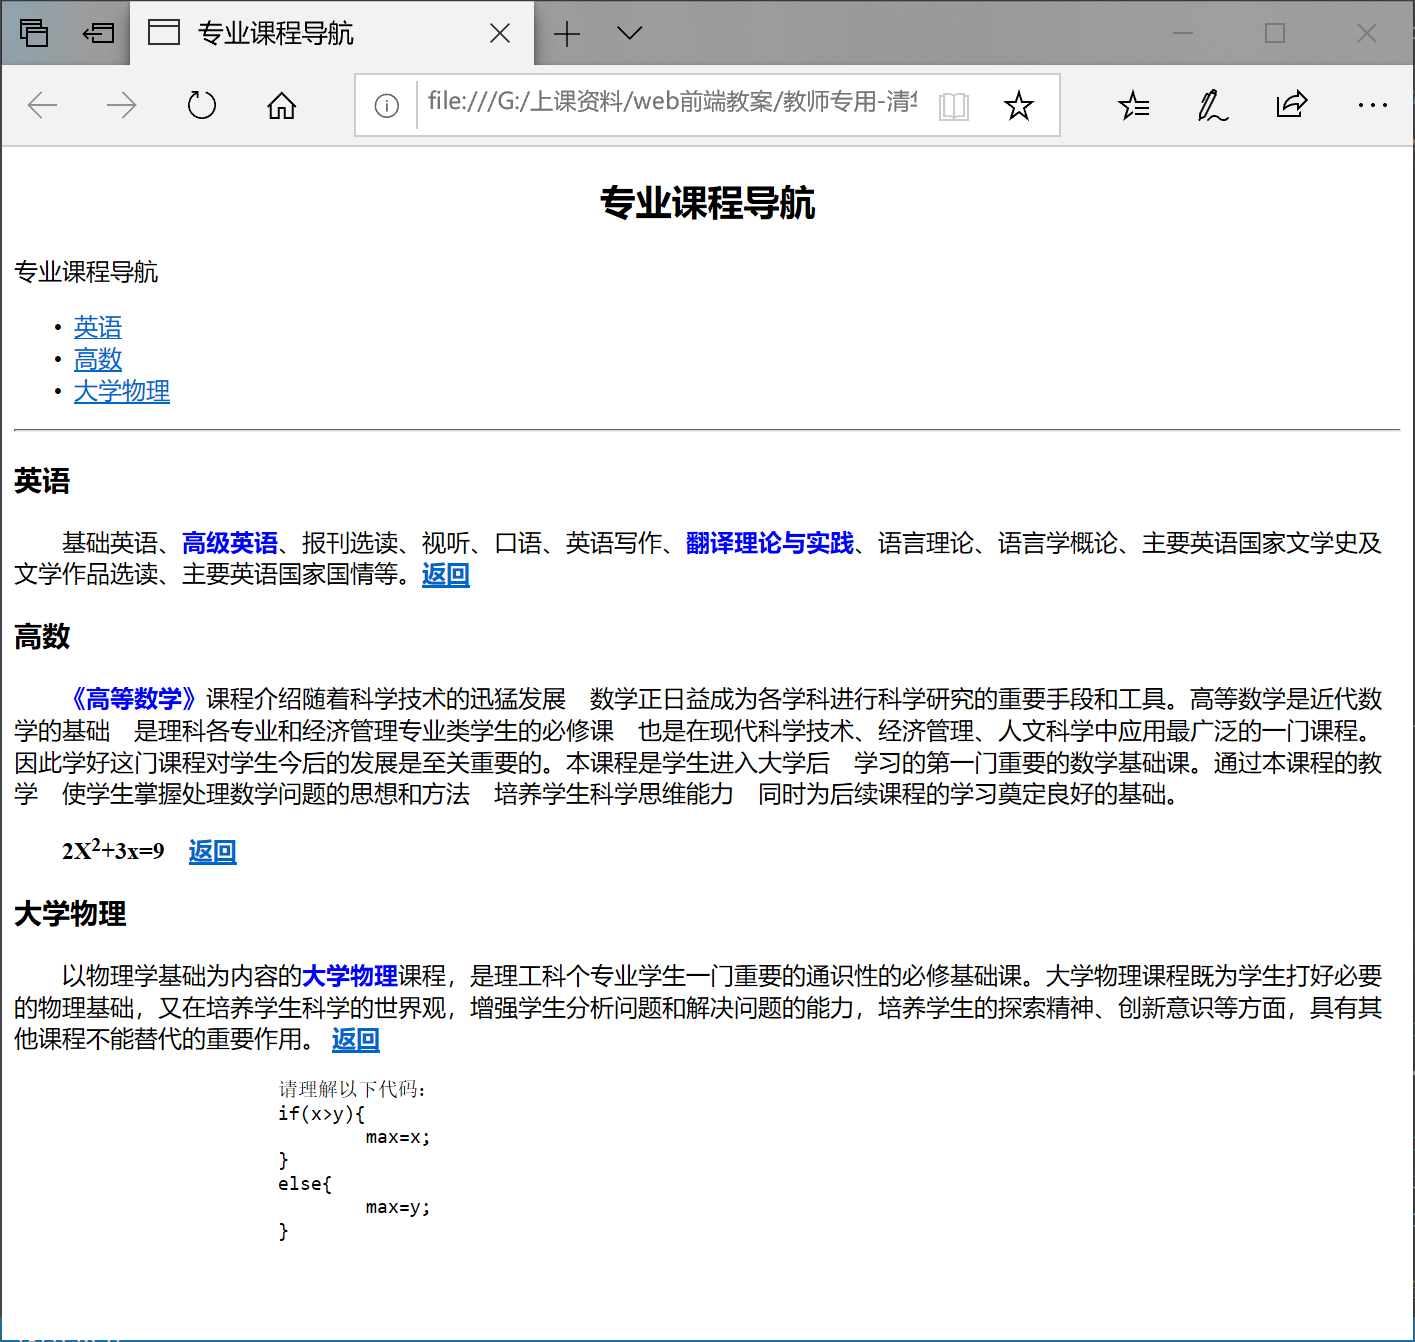 专业课程导航
file:///G:/上课资料/web前端教案/教师专用-清
专业课程导航
专业课程导航
• 英语
• 高数
• 大学物理
英语
基础英语、高级英语、报刊选读、视听、口语、英语写作、翻译理论与实践、语言理论、语言学概论、主要英语国家文学史及
文学作品选读、主要英语国家国情等。返回
高数
《高等数学》课程介绍随着科学技术的迅猛发展　数学正日益成为各学科进行科学研究的重要手段和工具。高等数学是近代数
学的基础　是理科各专业和经济管理专业类学生的必修课　也是在现代科学技术、经济管理、人文科学中应用最广泛的一门课程。
因此学好这门课程对学生今后的发展是至关重要的。本课程是学生进入大学后　学习的第一门重要的数学基础课。通过本课程的教
学　使学生掌握处理数学问题的思想和方法　培养学生科学思维能力　同时为后续课程的学习奠定良好的基础。
2X²+3x=9　返回
大学物理
以物理学基础为内容的大学物理课程，是理工科个专业学生一门重要的通识性的必修基础课。大学物理课程既为学生打好必要
的物理基础，又在培养学生科学的世界观，增强学生分析问题和解决问题的能力，培养学生的探索精神、创新意识等方面，具有其
他课程不能替代的重要作用。 返回
请理解以下代码：
if(x>y){
        max=x;
}
else{
        max=y;
}